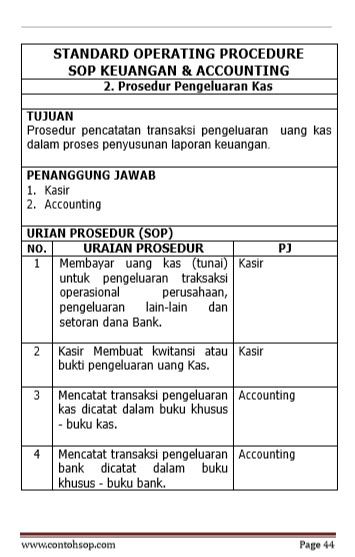 STANDARD OPERATING PROCEDURE
SOP KEUANGAN & ACCOUNTING
2. Prosedur Pengeluaran Kas
TUJUAN
Prosedur pencatatan transaksi pengeluaran uang kas
dalam proses penyusunan laporan keuangan.
PENANGGUNG JAWAB
1. Kasir
2. Accounting
URIAN PROSEDUR (SOP)
NO. URAIAN PROSEDUR PJ
1 Membayar uang kas (tunai) Kasir
untuk pengeluaran traksaksi
operasional perusahaan,
pengeluaran lain-lain dan
setoran dana Bank.
2 Kasir Membuat kwitansi atau Kasir
bukti pengeluaran uang Kas.
3 Mencatat transaksi pengeluaran Accounting
kas dicatat dalam buku khusus
- buku kas.
4 Mencatat transaksi pengeluaran Accounting
bank dicatat dalam buku
khusus - buku bank.
www.contohsop.com Page 44